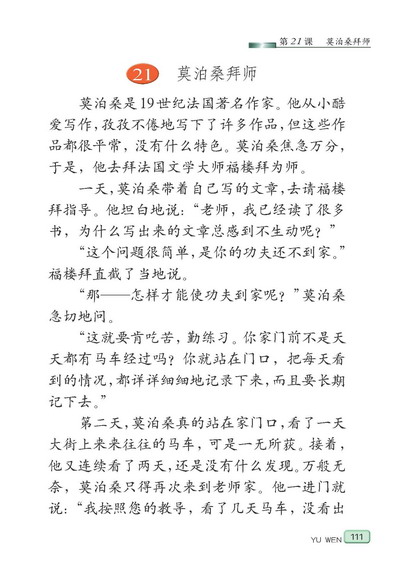 第21课 莫泊桑拜师
21 莫泊桑拜师
莫泊桑是19世纪法国著名作家。他从小酷
爱写作，孜孜不倦地写下了许多作品，但这些作
品都很平常，没有什么特色。莫泊桑焦急万分，
于是，他去拜法国文学大师福楼拜为师。
一天，莫泊桑带着自己写的文章，去请福楼
拜指导。他坦白地说：“老师，我已经读了很多
书，为什么写出来的文章总感到不生动呢？”
“这个问题很简单，是你的功夫还不到家。”
福楼拜直截了当地说。
“那——怎样才能使功夫到家呢？”莫泊桑
急切地问。
“这就要肯吃苦，勤练习。你家门前不是天
天都有马车经过吗？你就站在门口，把每天看
到的情况，都详详细细地记录下来，而且要长期
记下去。”
第二天，莫泊桑真的站在家门口，看了一天
大街上来来往往的马车，可是一无所获。接着，
他又连续看了两天，还是没有什么发现。万般无
奈，莫泊桑只得再次来到老师家。他一进门就
说：“我按照您的教导，看了几天马车，没看出
YU WEN 111